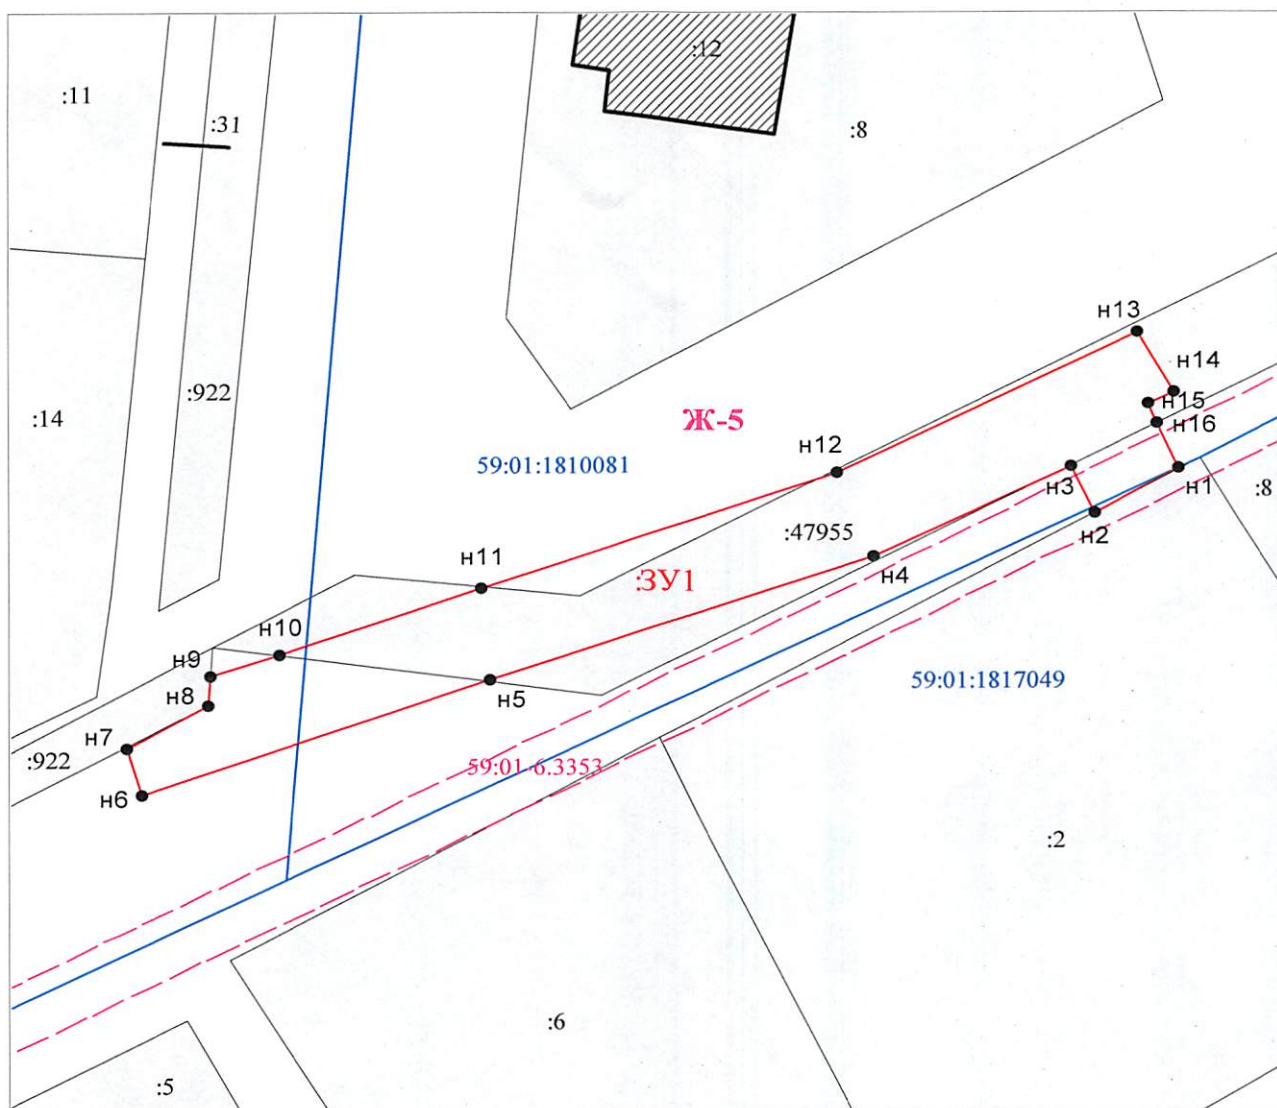 :12
:11
:31
:8
н13
н14
:922
н15
:14
Ж-5
н16
н12
59:01:1810081
н3
н1
:8
н2
:47955
н4
н11
:ЗУ1
н10
н9
н5
59:01:1817049
н8
н7
:922
59:01-6.3353
н6
:2
:6
:5